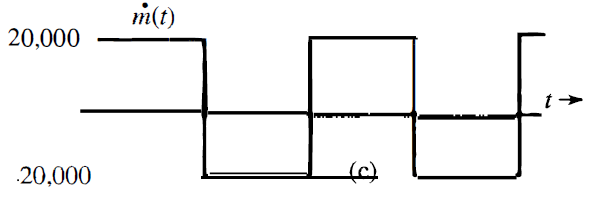 ṁ(t)
20,000
t →
(c)
-20,000